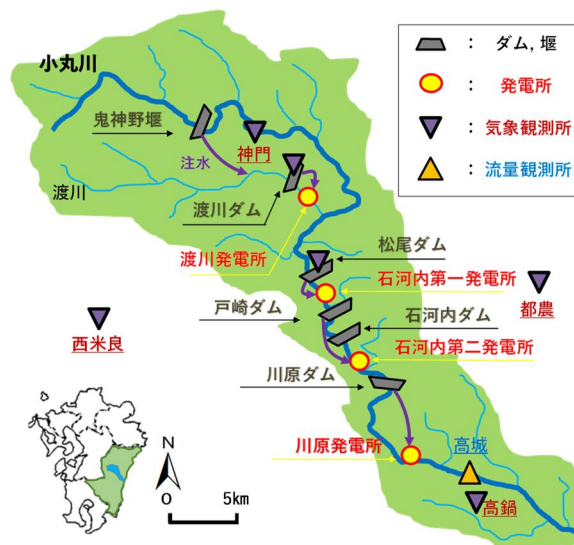 小丸川
鬼神野堰
神門
注水
渡川
渡川ダム
渡川発電所
松尾ダム
石河内第一発電所
戸崎ダム
都農
西米良
石河内ダム
石河内第二発電所
川原ダム
川原発電所
高城
高鍋
N
0 5km
: ダム, 堰
: 発電所
: 気象観測所
: 流量観測所